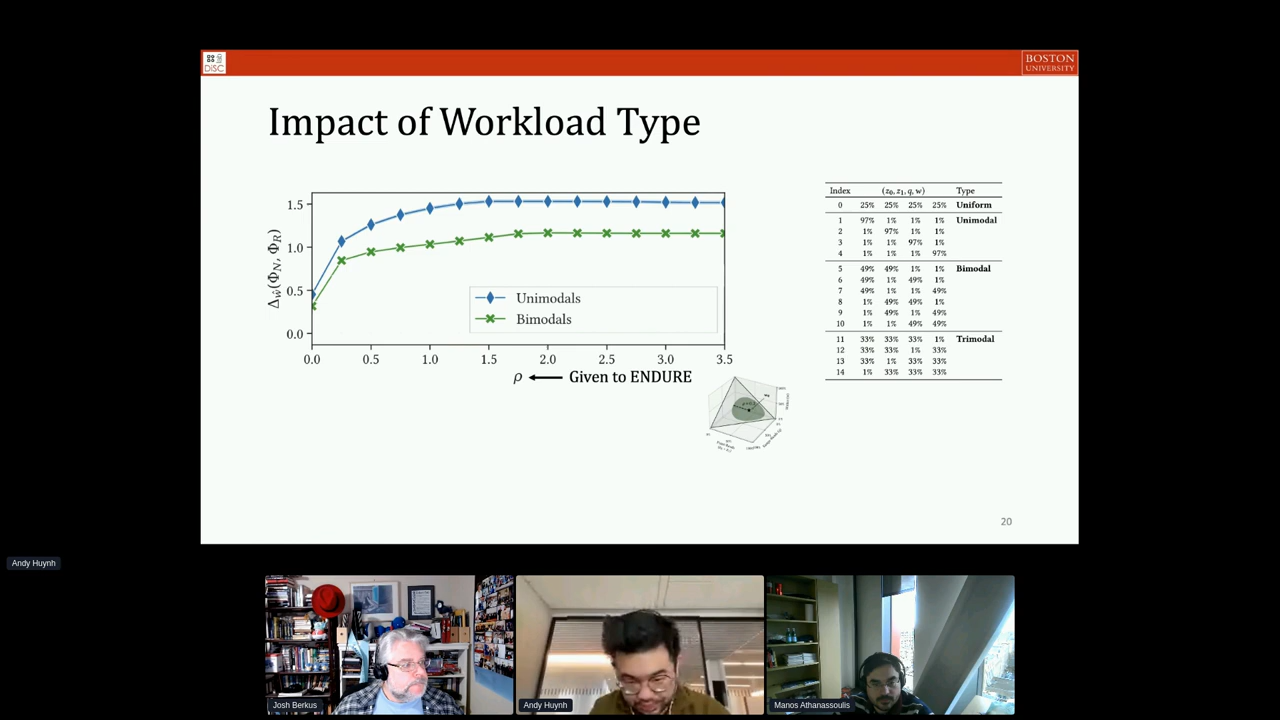 DiSC
BOSTON
UNIVERSITY
Impact of Workload Type
Δŵ(Φ_N, Φ_R)
1.5
1.0
0.5
0.0
Unimodals
Bimodals
0.0 0.5 1.0 1.5 2.0 2.5 3.0 3.5
ρ ← Given to ENDURE
Index (z₀, z₁, q, w) Type
0 25% 25% 25% 25% Uniform
1 97% 1% 1% 1% Unimodal
2 1% 97% 1% 1%
3 1% 1% 97% 1%
4 1% 1% 1% 97%
5 49% 49% 1% 1% Bimodal
6 49% 1% 49% 1%
7 49% 1% 1% 49%
8 1% 49% 49% 1%
9 1% 49% 1% 49%
10 1% 1% 49% 49%
11 33% 33% 33% 1% Trimodal
12 33% 33% 1% 33%
13 33% 1% 33% 33%
14 1% 33% 33% 33%
20
Andy Huynh
Josh Berkus
Andy Huynh
Manos Athanassoulis